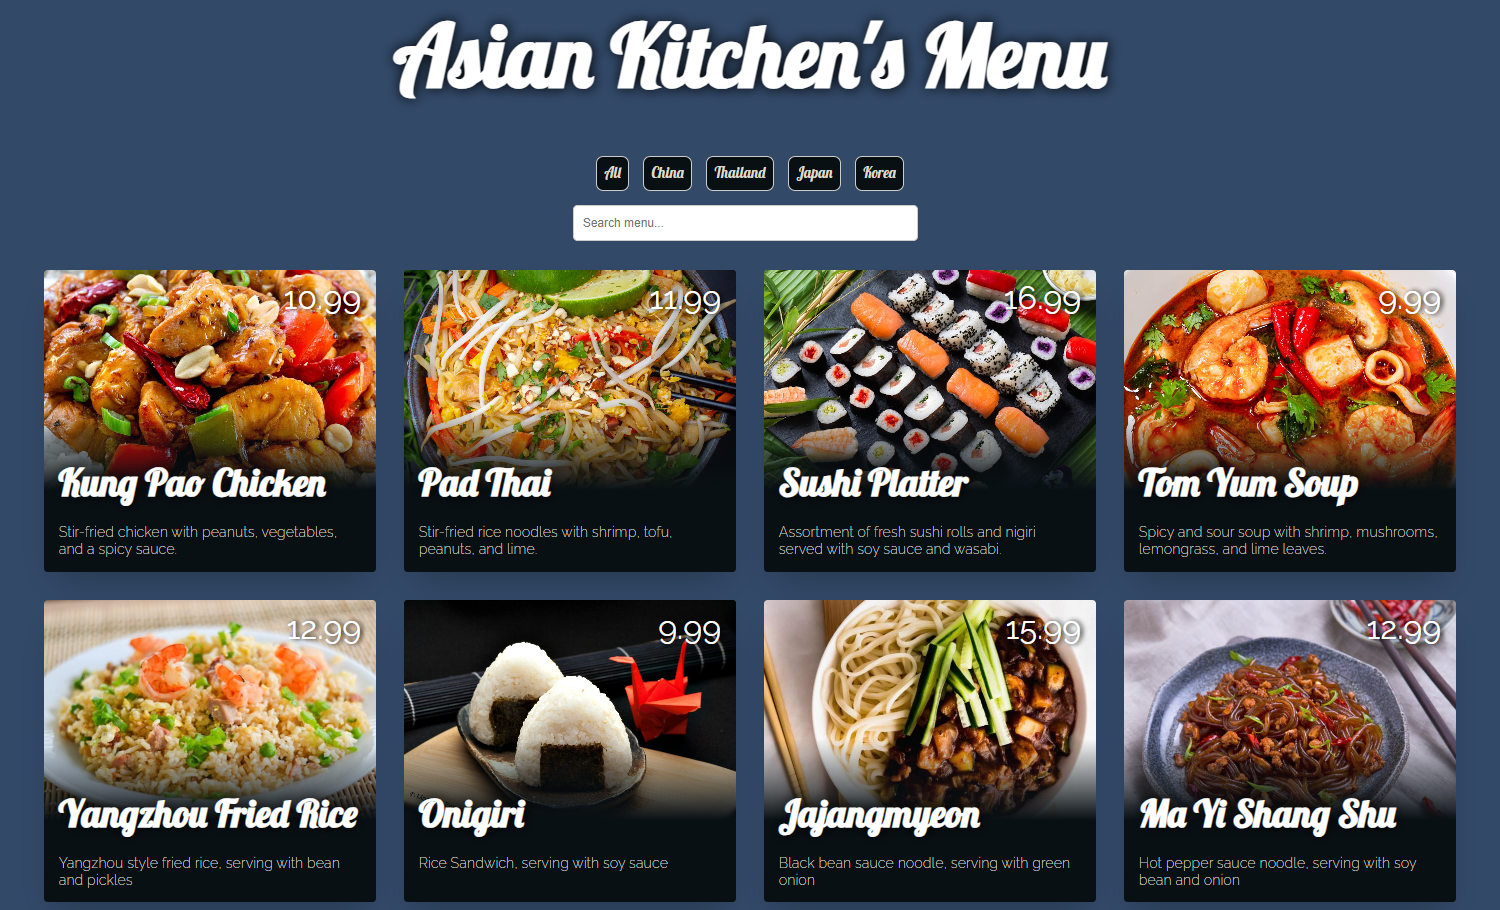 Asian Kitchen's Menu
All China Thailand Japan Korea
Search menu...
10.99
Kung Pao Chicken
Stir-fried chicken with peanuts, vegetables,
and a spicy sauce.
11.99
Pad Thai
Stir-fried rice noodles with shrimp, tofu,
peanuts, and lime.
16.99
Sushi Platter
Assortment of fresh sushi rolls and nigiri
served with soy sauce and wasabi.
9.99
Tom Yum Soup
Spicy and sour soup with shrimp, mushrooms,
lemongrass, and lime leaves.
12.99
Yangzhou Fried Rice
Yangzhou style fried rice, serving with bean
and pickles
9.99
Onigiri
Rice Sandwich, serving with soy sauce
15.99
Jajangmyeon
Black bean sauce noodle, serving with green
onion
12.99
Ma Yi Shang Shu
Hot pepper sauce noodle, serving with soy
bean and onion